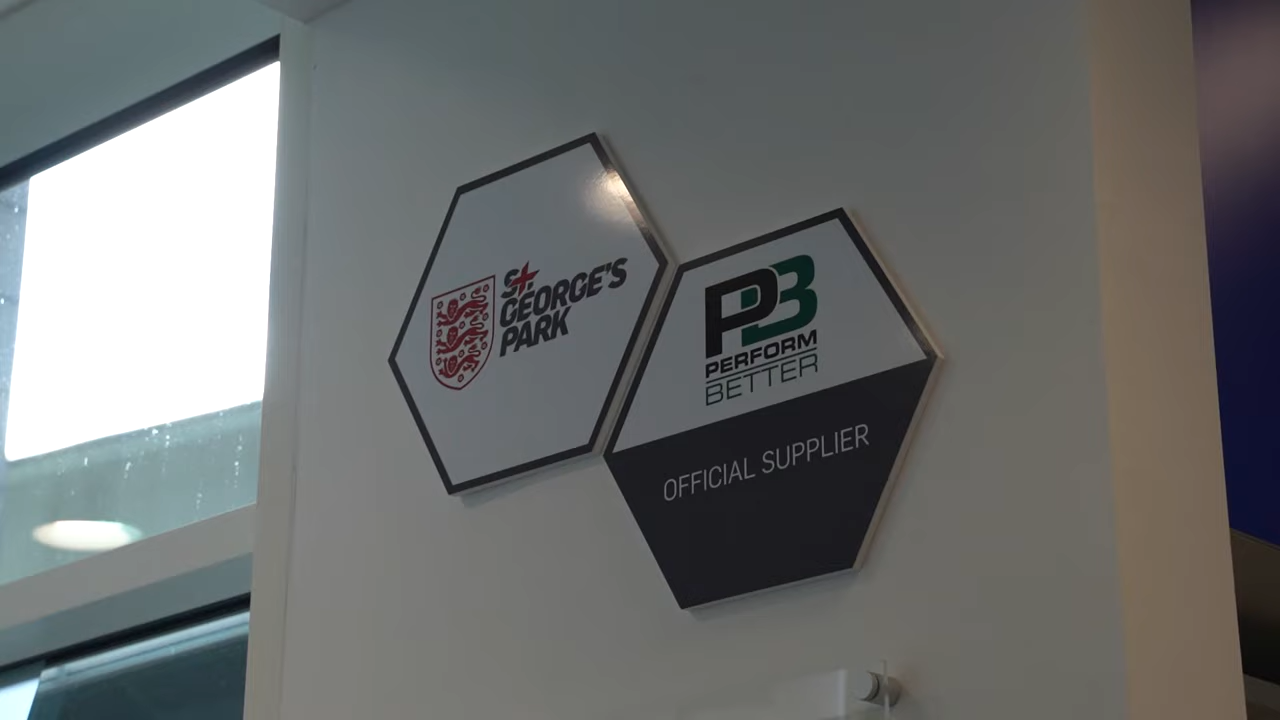 ST.
GEORGE'S
PARK
PB
PERFORM
BETTER
OFFICIAL SUPPLIER